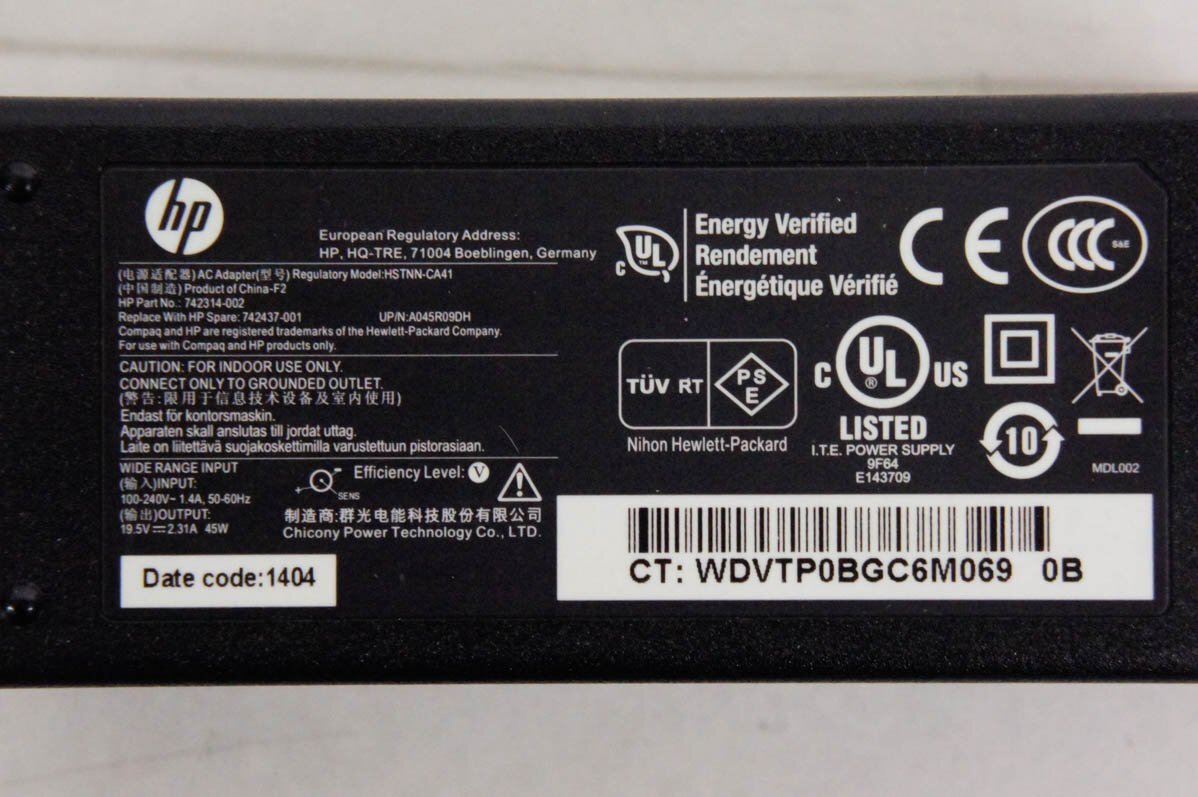 hp
European Regulatory Address:
HP, HQ-TRE, 71004 Boeblingen, Germany
(电源适配器) AC Adapter(型号) Regulatory Model:HSTNN-CA41
(中国制造) Product of China-F2
HP Part No.: 742314-002
Replace With HP Spare: 742437-001 UP/N:A045R09DH
Compaq and HP are registered trademarks of the Hewlett-Packard Company.
For use with Compaq and HP products only.
CAUTION: FOR INDOOR USE ONLY.
CONNECT ONLY TO GROUNDED OUTLET.
(警告:限用于信息技术设备及室内使用)
Endast för kontorsmaskin.
Apparaten skall anslutas till jordat uttag.
Laite on liitettävä suojakoskettimilla varustettuun pistorasiaan.
WIDE RANGE INPUT
(输入)INPUT:
100-240V~ 1.4A, 50-60Hz
(输出)OUTPUT:
19.5V⎓2.31A 45W
- + SENS
Efficiency Level: V
制造商:群光电能科技股份有限公司
Chicony Power Technology Co., LTD.
Date code:1404
c UL
Energy Verified
Rendement
Énergétique Vérifié
CE
CCC S&E
TÜV RT
PS
E
Nihon Hewlett-Packard
C UL ® US
LISTED
I.T.E. POWER SUPPLY
9F64
E143709
10
MDL002
CT: WDVTP0BGC6M069 0B